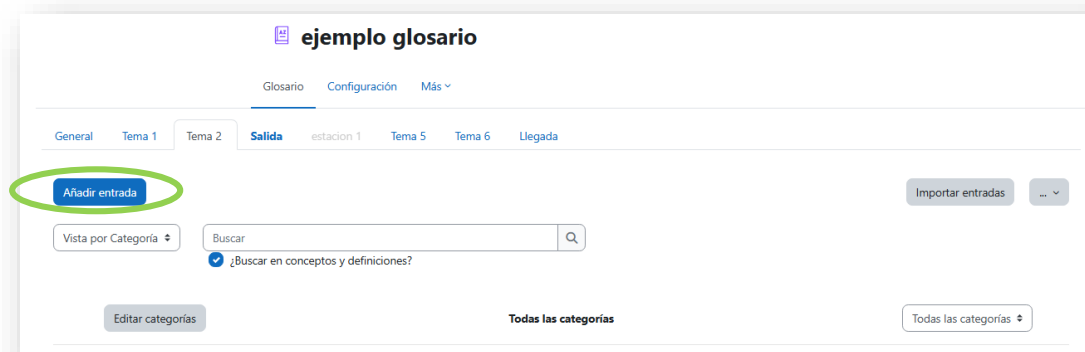 ejemplo glosario
Glosario Configuración Más
General Tema 1 Tema 2 Salida estacion 1 Tema 5 Tema 6 Llegada
Añadir entrada Importar entradas ...
Vista por Categoría Buscar
¿Buscar en conceptos y definiciones?
Editar categorías Todas las categorías Todas las categorías